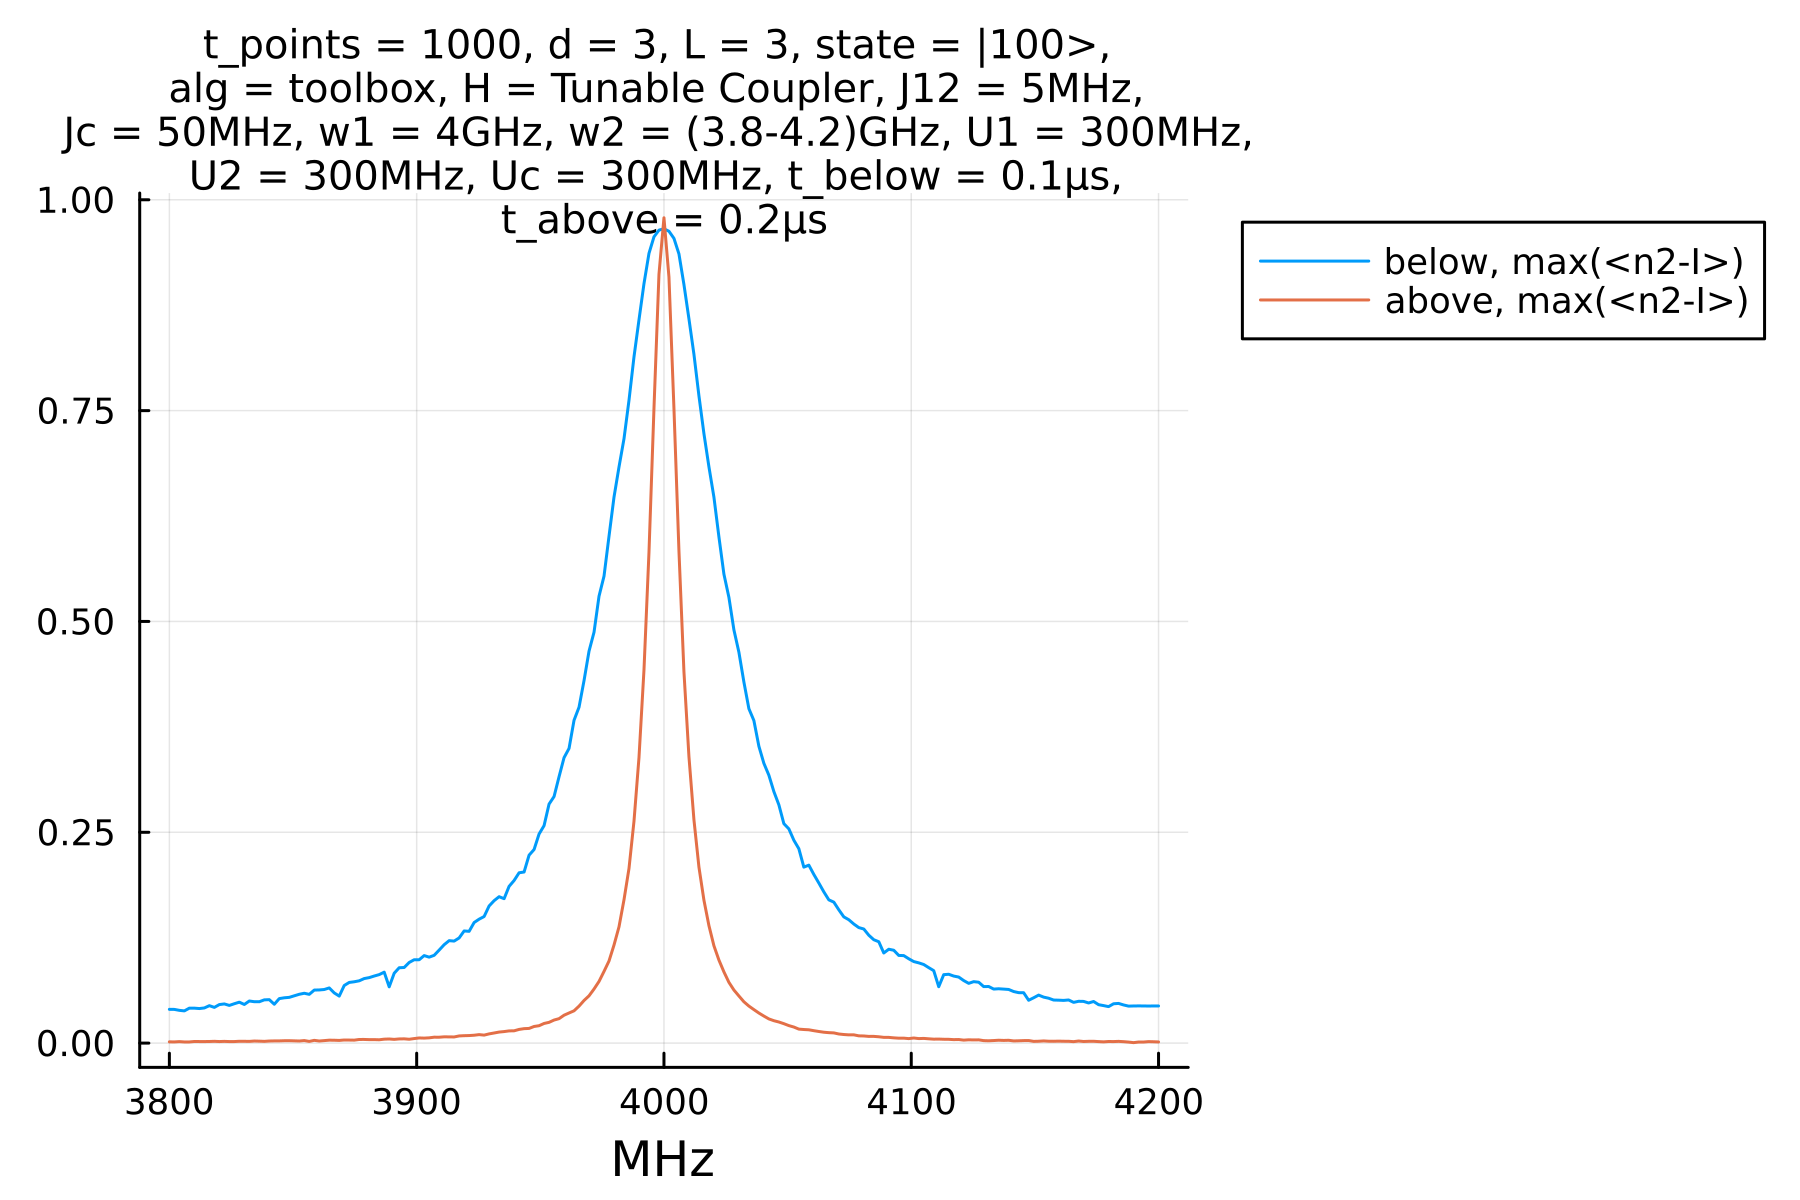 t_points = 1000, d = 3, L = 3, state = |100>,
alg = toolbox, H = Tunable Coupler, J12 = 5MHz,
Jc = 50MHz, w1 = 4GHz, w2 = (3.8-4.2)GHz, U1 = 300MHz,
U2 = 300MHz, Uc = 300MHz, t_below = 0.1μs,
t_above = 0.2μs
below, max(<n2-I>)
above, max(<n2-I>)
1.00
0.75
0.50
0.25
0.00
3800 3900 4000 4100 4200
MHz